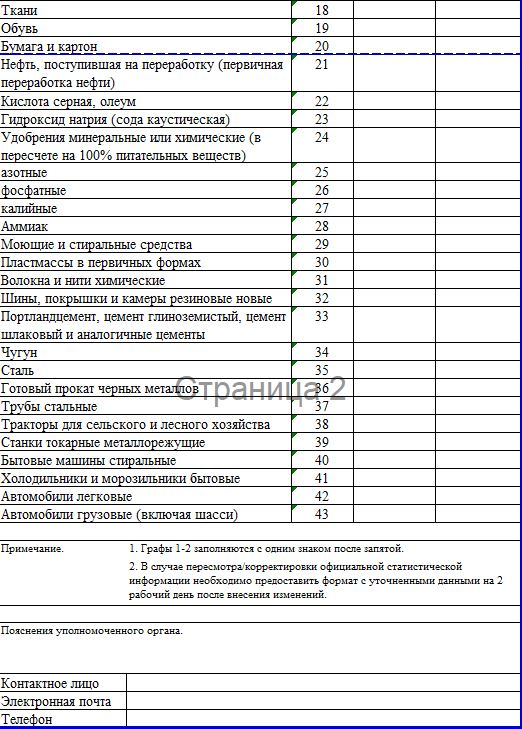 Ткани 18
Обувь 19
Бумага и картон 20
Нефть, поступившая на переработку (первичная 21
переработка нефти)
Кислота серная, олеум 22
Гидроксид натрия (сода каустическая) 23
Удобрения минеральные или химические (в 24
пересчете на 100% питательных веществ)
азотные 25
фосфатные 26
калийные 27
Аммиак 28
Моющие и стиральные средства 29
Пластмассы в первичных формах 30
Волокна и нити химические 31
Шины, покрышки и камеры резиновые новые 32
Портландцемент, цемент глиноземистый, цемент 33
шлаковый и аналогичные цементы
Чугун 34
Сталь 35
Страница 2
Готовый прокат черных металлов 36
Трубы стальные 37
Тракторы для сельского и лесного хозяйства 38
Станки токарные металлорежущие 39
Бытовые машины стиральные 40
Холодильники и морозильники бытовые 41
Автомобили легковые 42
Автомобили грузовые (включая шасси) 43
Примечание. 1. Графы 1-2 заполняются с одним знаком после запятой.
2. В случае пересмотра/корректировки официальной статистической
информации необходимо предоставить формат с уточненными данными на 2
рабочий день после внесения изменений.
Пояснения уполномоченного органа.
Контактное лицо
Электронная почта
Телефон